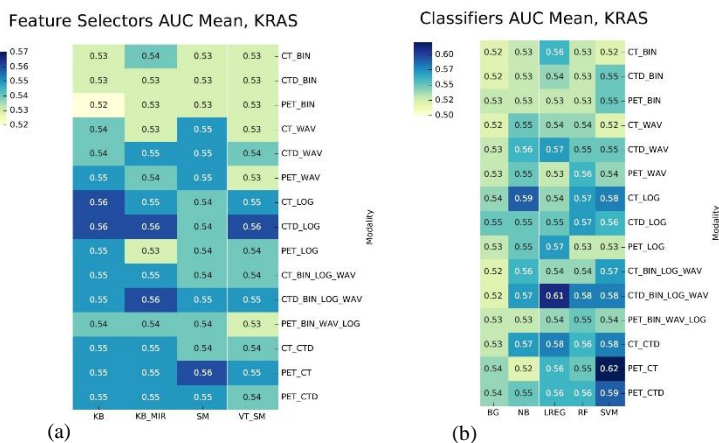 Feature Selectors AUC Mean, KRAS
0.57
0.56
0.55
0.54
0.53
0.53
0.52
0.53 0.54 0.53 0.53 CT_BIN
0.53 0.53 0.53 0.53 CTD_BIN
0.52 0.53 0.53 0.53 PET_BIN
0.54 0.53 0.55 0.53 CT_WAV
0.54 0.55 0.55 0.54 CTD_WAV
0.55 0.54 0.55 0.53 PET_WAV
0.56 0.55 0.54 0.55 CT_LOG
0.56 0.56 0.54 0.56 CTD_LOG
0.55 0.53 0.54 0.54 PET_LOG
0.55 0.55 0.54 0.54 CT_BIN_LOG_WAV
0.55 0.56 0.55 0.55 CTD_BIN_LOG_WAV
0.54 0.54 0.54 0.53 PET_BIN_WAV_LOG
0.55 0.55 0.54 0.54 CT_CTD
0.55 0.55 0.56 0.55 PET_CT
0.55 0.55 0.55 0.54 PET_CTD
KB KB_MIR SM VT_SM
Modality
(a)
Classifiers AUC Mean, KRAS
0.60
0.58
0.56
0.54
0.52
0.50
0.52 0.53 0.56 0.53 0.52 CT_BIN
0.52 0.53 0.54 0.53 0.55 CTD_BIN
0.53 0.53 0.53 0.53 0.55 PET_BIN
0.52 0.55 0.54 0.54 0.52 CT_WAV
0.53 0.56 0.57 0.55 0.55 CTD_WAV
0.53 0.55 0.53 0.56 0.54 PET_WAV
0.54 0.59 0.54 0.57 0.58 CT_LOG
0.55 0.55 0.55 0.57 0.56 CTD_LOG
0.53 0.55 0.57 0.53 0.53 PET_LOG
0.52 0.56 0.54 0.54 0.57 CT_BIN_LOG_WAV
0.52 0.57 0.61 0.58 0.58 CTD_BIN_LOG_WAV
0.53 0.53 0.54 0.55 0.54 PET_BIN_WAV_LOG
0.53 0.57 0.58 0.56 0.58 CT_CTD
0.54 0.52 0.56 0.55 0.62 PET_CT
0.54 0.55 0.56 0.56 0.59 PET_CTD
BG NB LREG RF SVM
Modality
(b)